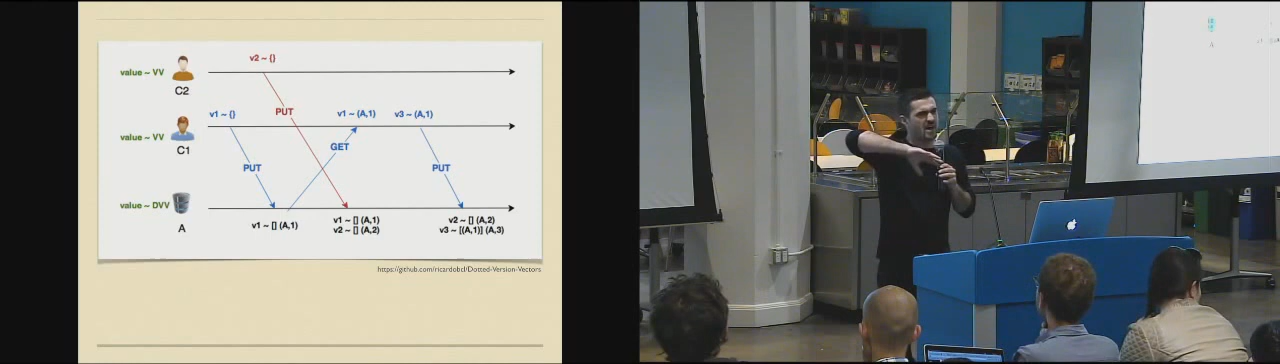 v2 ~ {}
value ~ VV
C2
PUT
v1 ~ {}
v1 ~ (A,1)
v3 ~ (A,1)
value ~ VV
C1
GET
PUT
PUT
value ~ DVV
A
v1 ~ [] (A,1)
v1 ~ [] (A,1)
v2 ~ [] (A,2)
v2 ~ [] (A,2)
v3 ~ [(A,1)] (A,3)
https://github.com/ricardobcl/Dotted-Version-Vectors
A